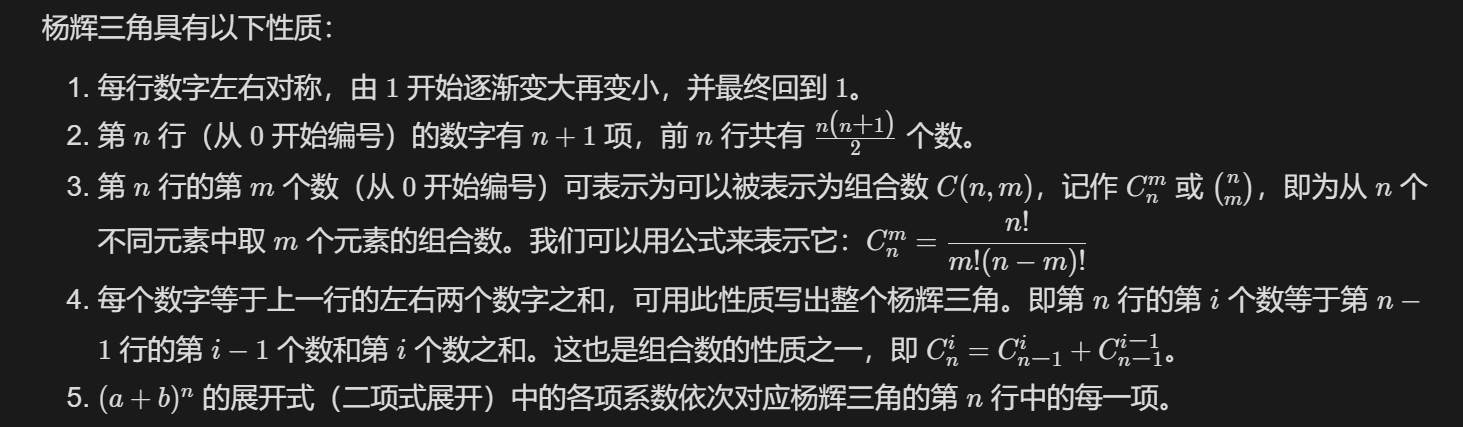 杨辉三角具有以下性质：
1. 每行数字左右对称，由 1 开始逐渐变大再变小，并最终回到 1。
2. 第 n 行（从 0 开始编号）的数字有 n + 1 项，前 n 行共有 \frac{n(n+1)}{2} 个数。
3. 第 n 行的第 m 个数（从 0 开始编号）可表示为可以被表示为组合数 C(n, m)，记作 C_n^m 或 \binom{n}{m}，即为从 n 个
不同元素中取 m 个元素的组合数。我们可以用公式来表示它：C_n^m = \frac{n!}{m!(n-m)!}
4. 每个数字等于上一行的左右两个数字之和，可用此性质写出整个杨辉三角。即第 n 行的第 i 个数等于第 n −
1 行的第 i − 1 个数和第 i 个数之和。这也是组合数的性质之一，即 C_n^i = C_{n-1}^i + C_{n-1}^{i-1}。
5. (a + b)^n 的展开式（二项式展开）中的各项系数依次对应杨辉三角的第 n 行中的每一项。